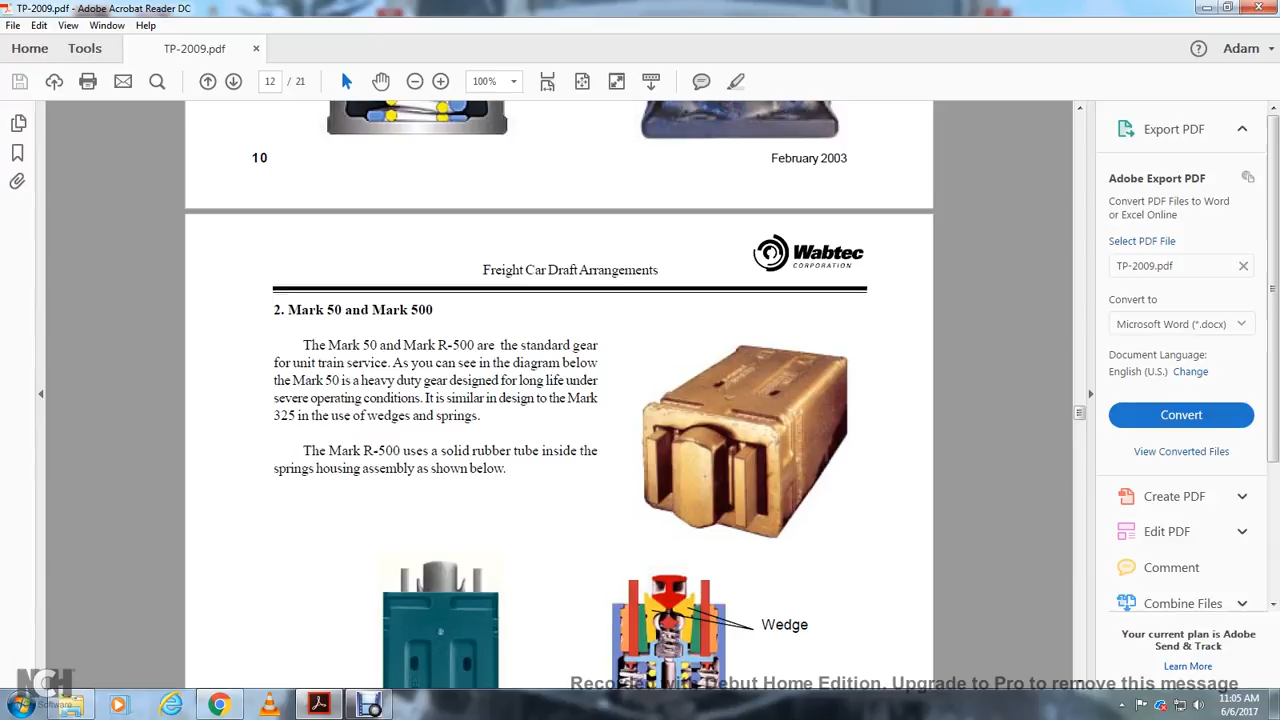 TP-2009.pdf - Adobe Acrobat Reader DC
File Edit View Window Help
Home Tools TP-2009.pdf Adam
12 / 21 100%
10 February 2003
Wabtec
CORPORATION
Freight Car Draft Arrangements
2. Mark 50 and Mark 500
The Mark 50 and Mark R-500 are the standard gear
for unit train service. As you can see in the diagram below
the Mark 50 is a heavy duty gear designed for long life under
severe operating conditions. It is similar in design to the Mark
325 in the use of wedges and springs.
The Mark R-500 uses a solid rubber tube inside the
springs housing assembly as shown below.
Wedge
Export PDF
Adobe Export PDF
Convert PDF Files to Word
or Excel Online
Select PDF File
TP-2009.pdf
Convert to
Microsoft Word (*.docx)
Document Language:
English (U.S.) Change
Convert
View Converted Files
Create PDF
Edit PDF
Comment
Combine Files
Your current plan is Adobe
Send & Track
Learn More
NCH
Software
Recorded with Debut Home Edition. Upgrade to Pro to remove this message
11:05 AM
6/6/2017